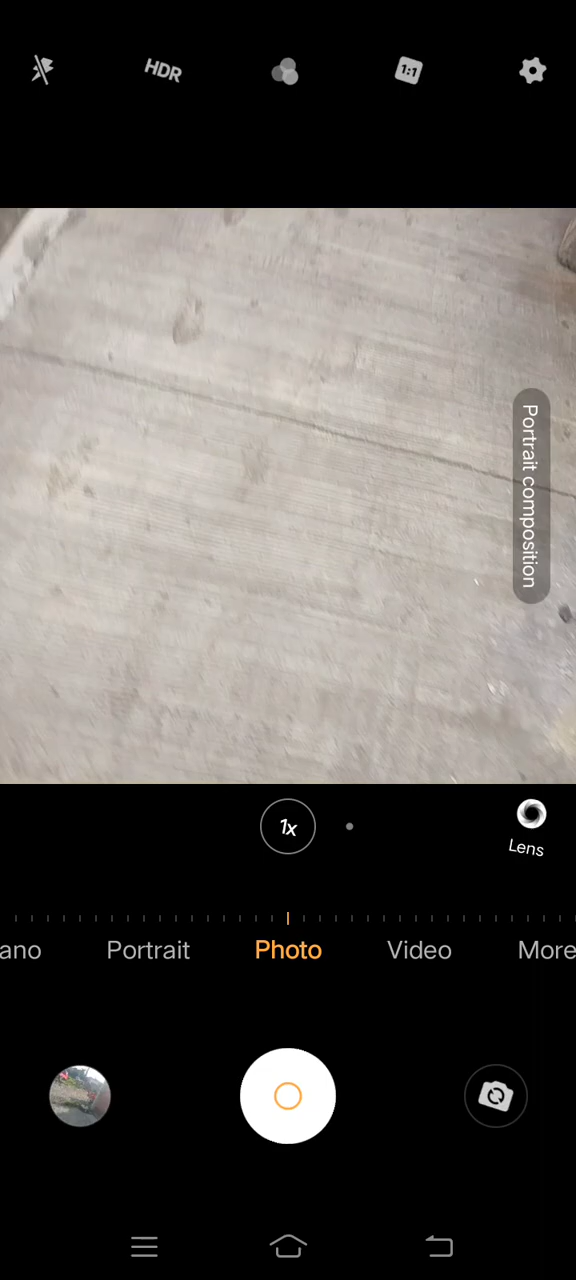 HDR
1:1
Portrait composition
1x
Lens
ano
Portrait
Photo
Video
More